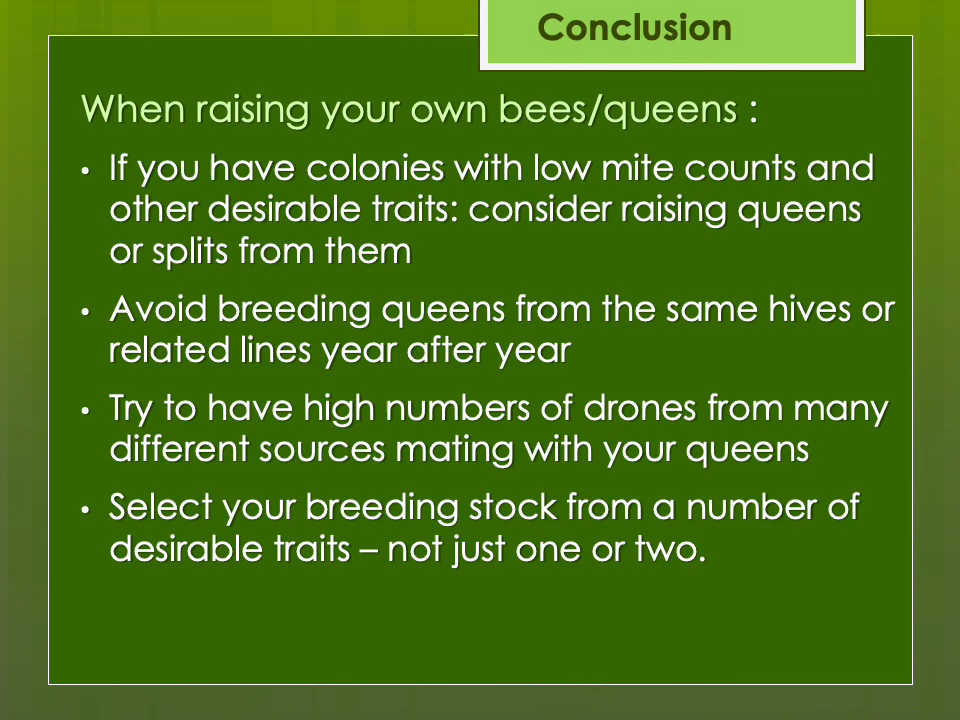 Conclusion
When raising your own bees/queens :
• If you have colonies with low mite counts and
other desirable traits: consider raising queens
or splits from them
• Avoid breeding queens from the same hives or
related lines year after year
• Try to have high numbers of drones from many
different sources mating with your queens
• Select your breeding stock from a number of
desirable traits – not just one or two.